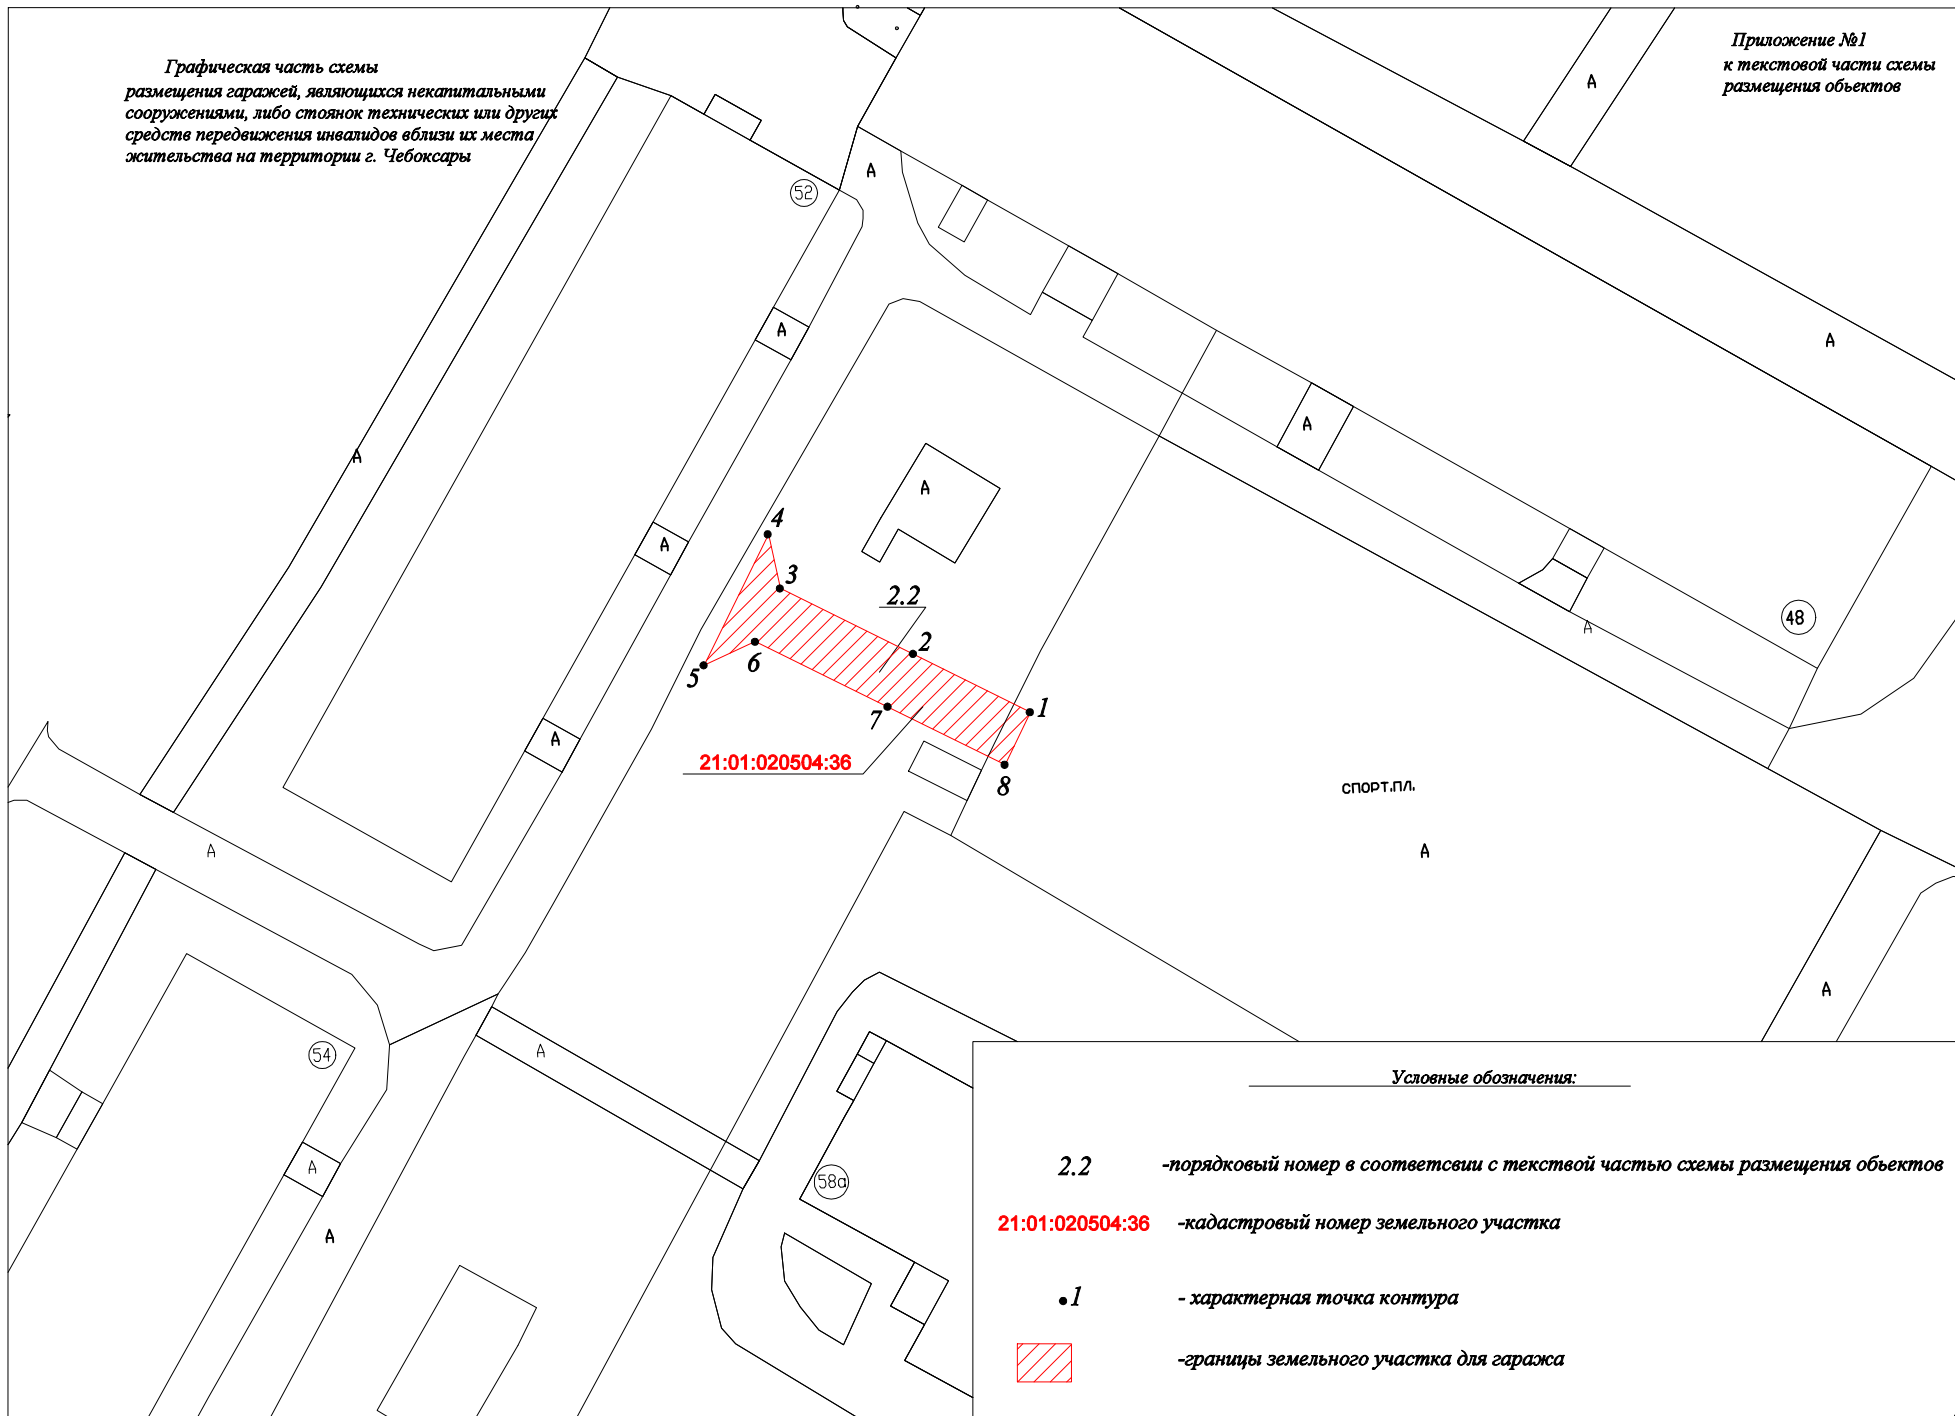 Графическая часть схемы
размещения гаражей, являющихся некапитальными
сооружениями, либо стоянок технических или других
средств передвижения инвалидов вблизи их места
жительства на территории г. Чебоксары
Приложение №1
к текстовой части схемы
размещения обьектов
А
А
52
А
А
А
А
А
А
4
3
2.2
А
48
А
2
6
5
1
7
А
21:01:020504:36
8
СПОРТ.ПЛ.
А
А
А
А
54
А
58а
А
Условные обозначения:
2.2 -порядковый номер в соответсвии с текствой частью схемы размещения обьектов
21:01:020504:36 -кадастровый номер земельного участка
1 - характерная точка контура
-границы земельного участка для гаража
А